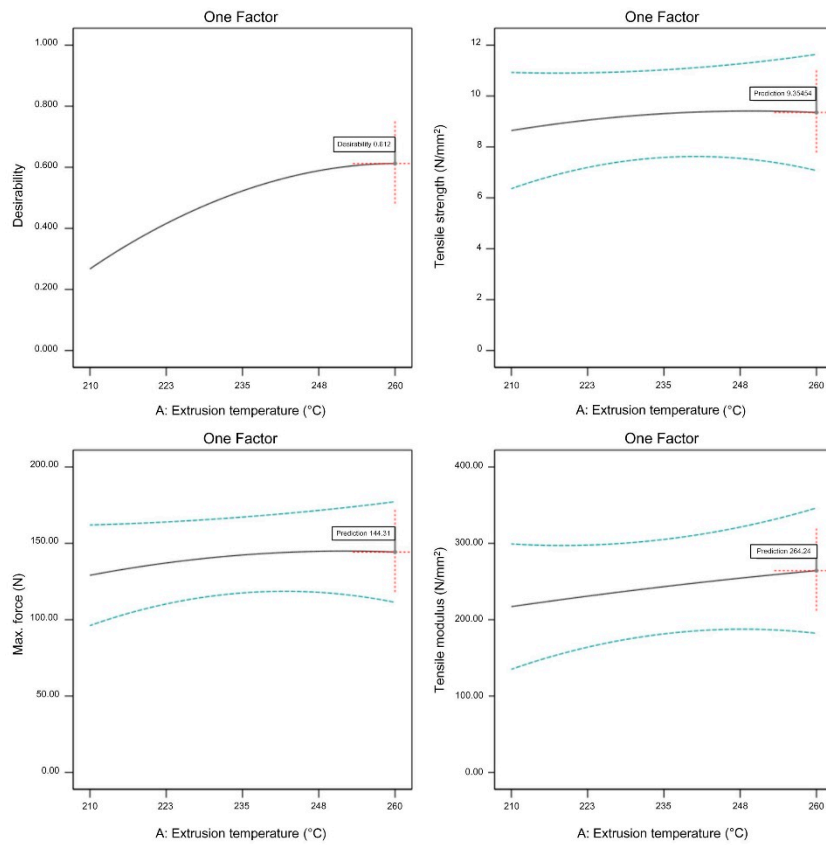 One Factor
1.000
0.800
0.600
0.400
0.200
0.000
Desirability
Desirability 0.612
210
223
235
248
260
A: Extrusion temperature (°C)
One Factor
12
10
8
6
4
2
0
Tensile strength (N/mm²)
Prediction 9.35454
210
223
235
248
260
A: Extrusion temperature (°C)
One Factor
200.00
150.00
100.00
50.00
0.00
Max. force (N)
Prediction 144.31
210
223
235
248
260
A: Extrusion temperature (°C)
One Factor
400.00
300.00
200.00
100.00
0.00
Tensile modulus (N/mm²)
Prediction 264.24
210
223
235
248
260
A: Extrusion temperature (°C)